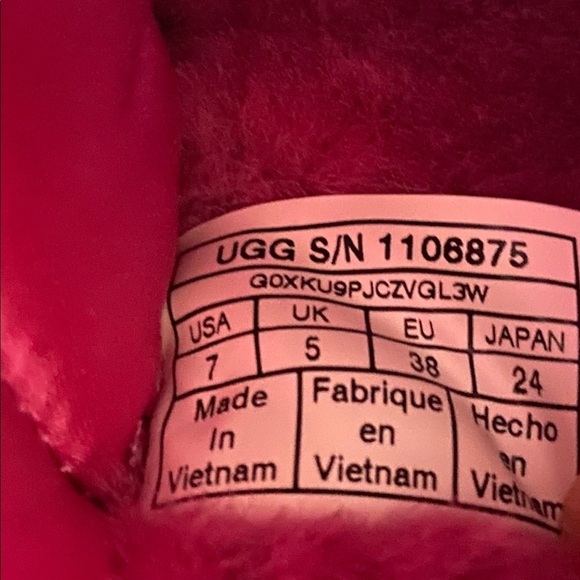 UGG S/N 1106875
GOXKU9PJCZVGL3W
USA UK EU JAPAN
7 5 38 24
Made In Vietnam
Fabrique en Vietnam
Hecho en Vietnam